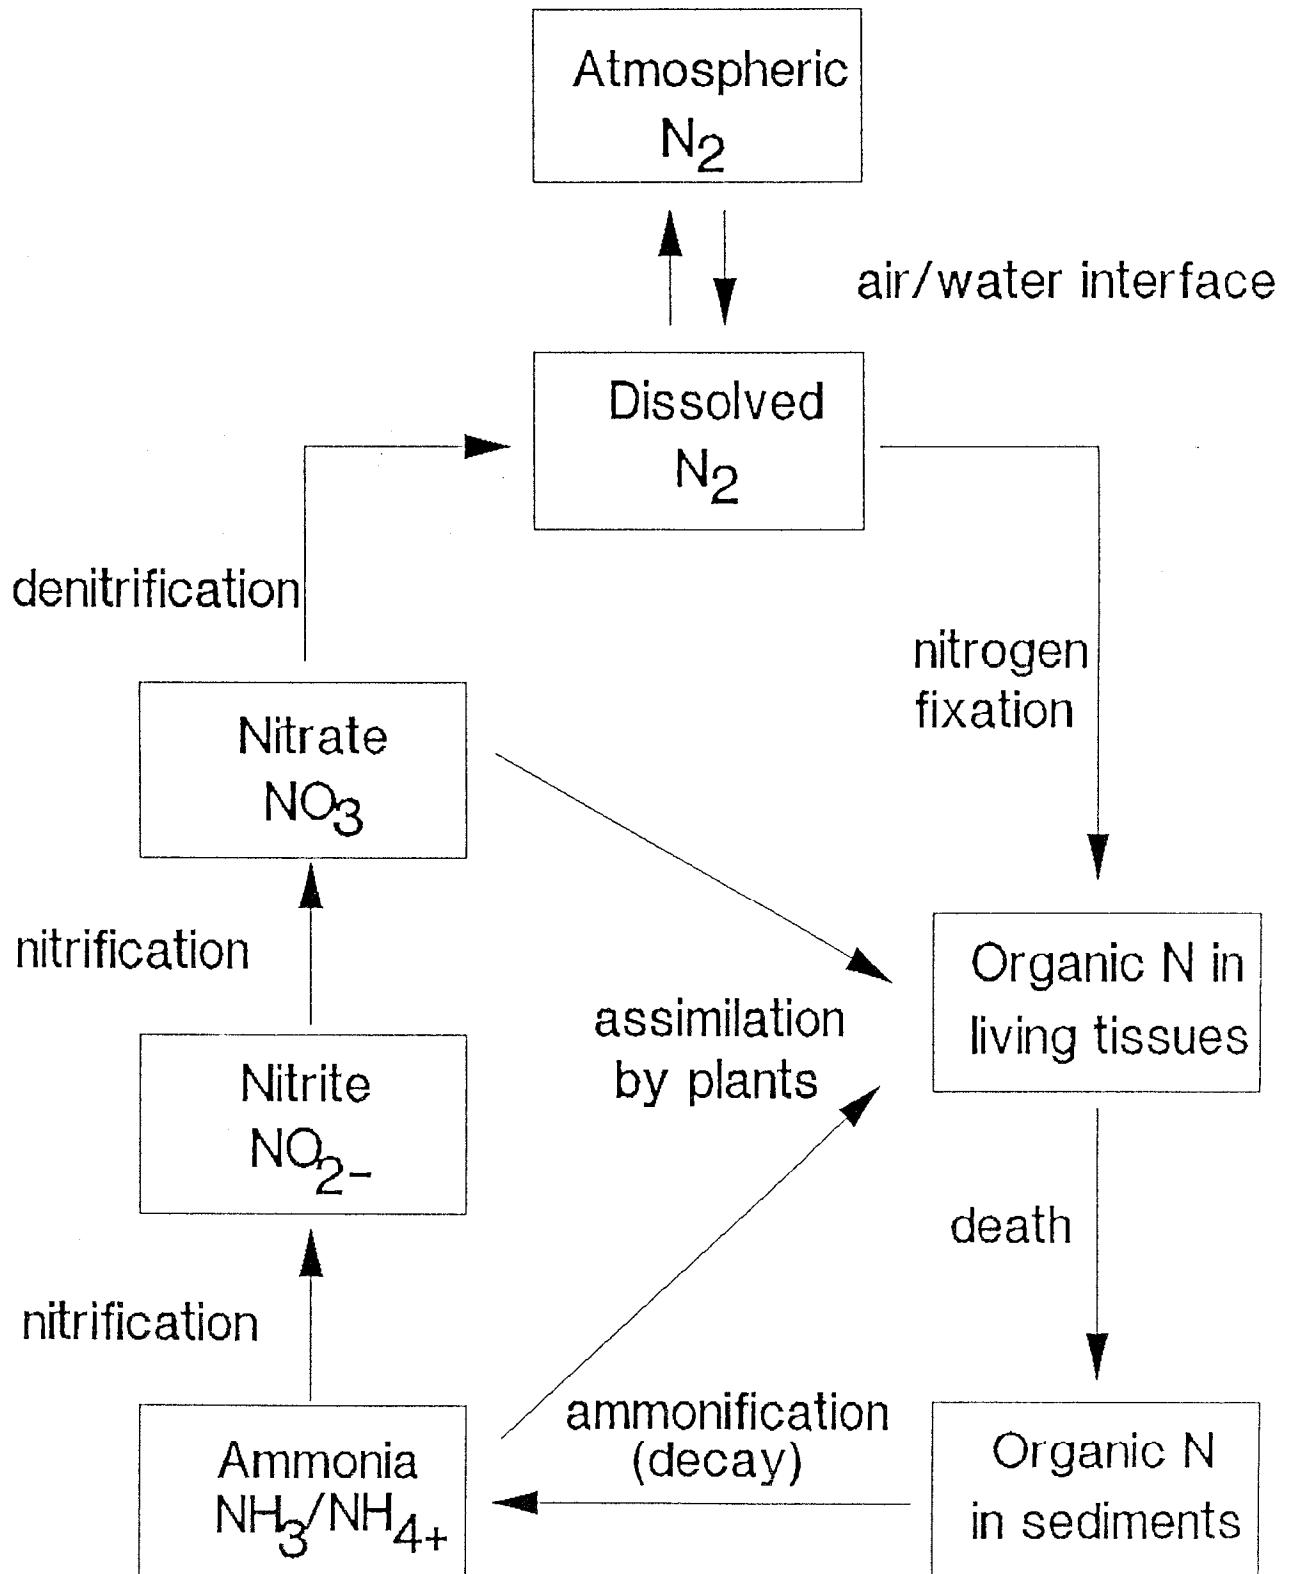 Atmospheric
N2
air/water interface
Dissolved
N2
denitrification
nitrogen
fixation
Nitrate
NO3
nitrification
Organic N in
living tissues
assimilation
by plants
Nitrite
NO2-
death
nitrification
ammonification
(decay)
Ammonia
NH3/NH4+
Organic N
in sediments